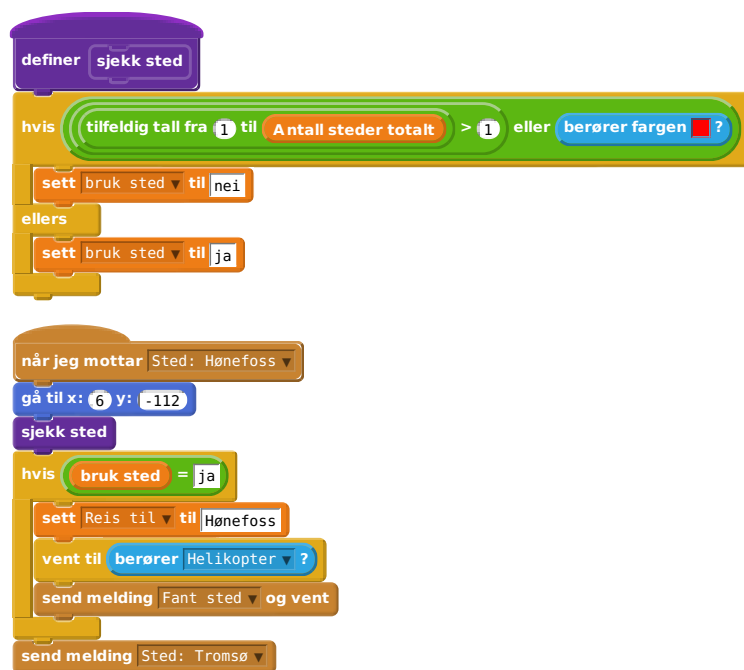 definer sjekk sted
hvis tilfeldig tall fra 1 til Antall steder totalt > 1 eller berører fargen ?
sett bruk sted til nei
ellers
sett bruk sted til ja
når jeg mottar Sted: Hønefoss
gå til x: 6 y: -112
sjekk sted
hvis bruk sted = ja
sett Reis til til Hønefoss
vent til berører Helikopter ?
send melding Fant sted og vent
send melding Sted: Tromsø